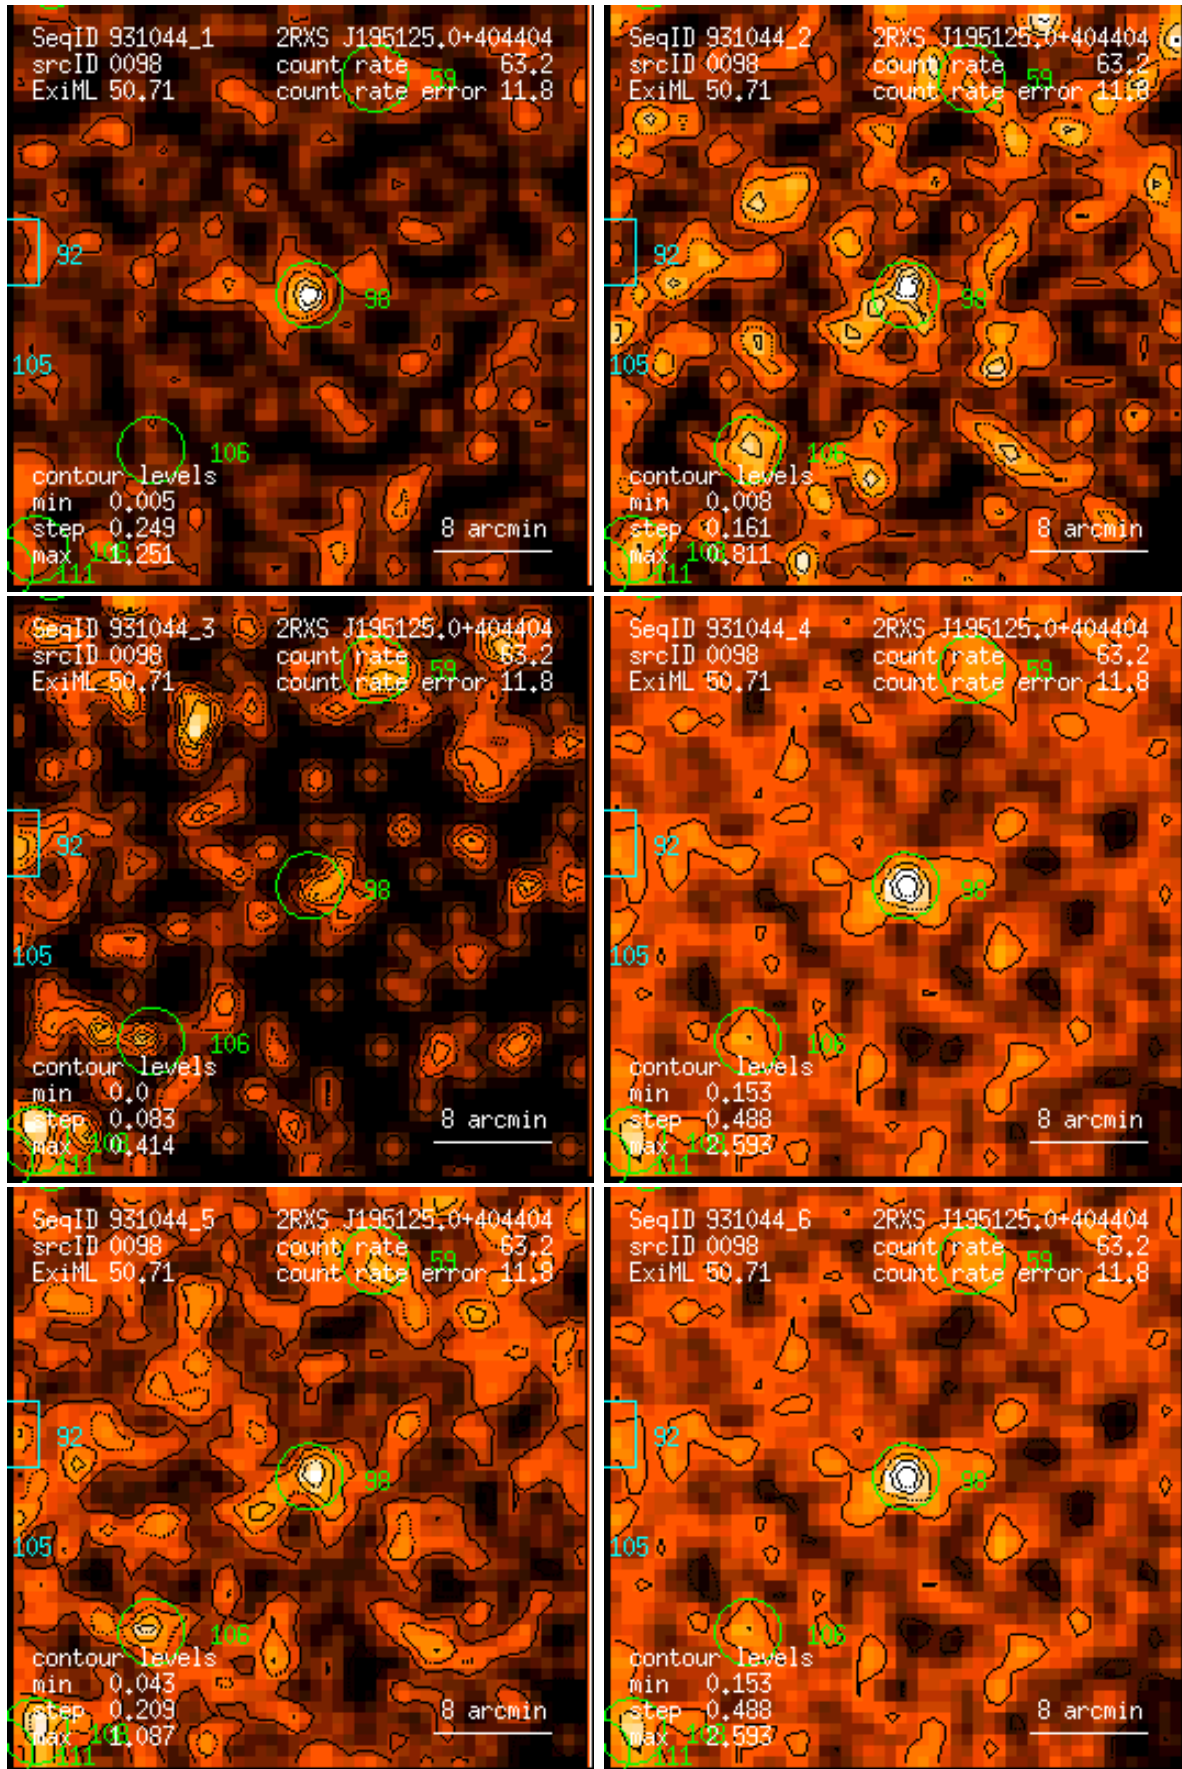 SeqID 931044_1 2RXS J195125.0+404404
srcID 0098 count rate 63.2
ExiML 50.71 count rate error 11.8
59
92
98
105
106
contour levels
min 0.005
step 0.249
max 1.251
8 arcmin
108
111
SeqID 931044_2 2RXS J195125.0+404404
srcID 0098 count rate 63.2
ExiML 50.71 count rate error 11.8
59
92
98
105
106
contour levels
min 0.008
step 0.161
max 0.811
8 arcmin
108
111
SeqID 931044_3 2RXS J195125.0+404404
srcID 0098 count rate 63.2
ExiML 50.71 count rate error 11.8
59
92
98
105
106
contour levels
min 0.0
step 0.083
max 0.414
8 arcmin
108
111
SeqID 931044_4 2RXS J195125.0+404404
srcID 0098 count rate 63.2
ExiML 50.71 count rate error 11.8
59
92
98
105
106
contour levels
min 0.153
step 0.488
max 2.593
8 arcmin
108
111
SeqID 931044_5 2RXS J195125.0+404404
srcID 0098 count rate 63.2
ExiML 50.71 count rate error 11.8
59
92
98
105
106
contour levels
min 0.043
step 0.209
max 1.087
8 arcmin
108
111
SeqID 931044_6 2RXS J195125.0+404404
srcID 0098 count rate 63.2
ExiML 50.71 count rate error 11.8
59
92
98
105
106
contour levels
min 0.153
step 0.488
max 2.593
8 arcmin
108
111